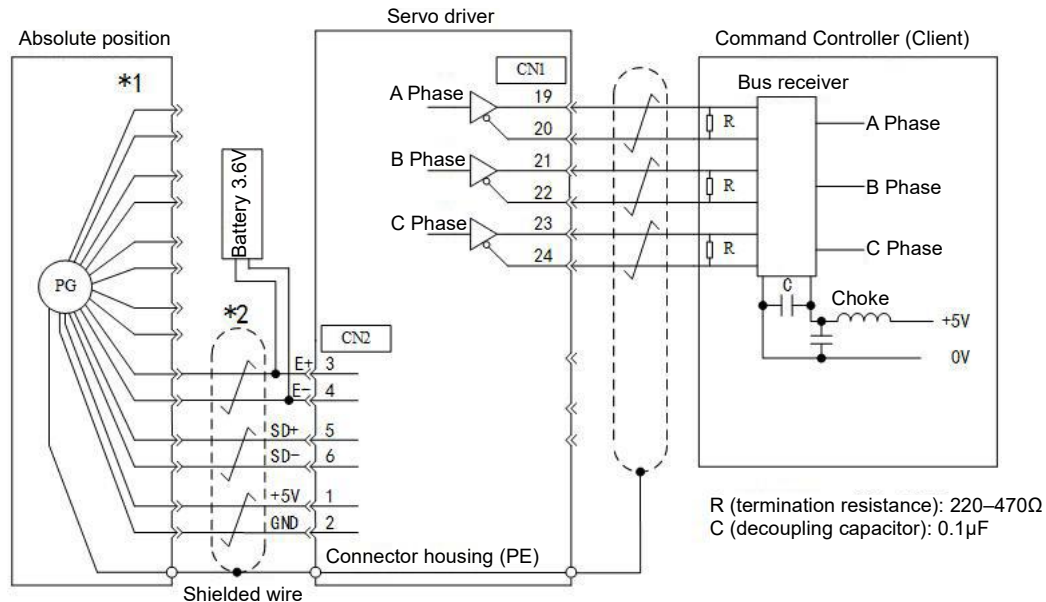 Servo driver
Absolute position
Command Controller (Client)
*1
CN1
Bus receiver
A Phase
19
20
R
A Phase
B Phase
21
22
R
B Phase
C Phase
23
24
R
C Phase
Battery 3.6V
PG
C
Choke
+5V
0V
*2
CN2
E+ 3
E- 4
SD+ 5
SD- 6
+5V 1
GND 2
R (termination resistance): 220–470Ω
C (decoupling capacitor): 0.1µF
Connector housing (PE)
Shielded wire